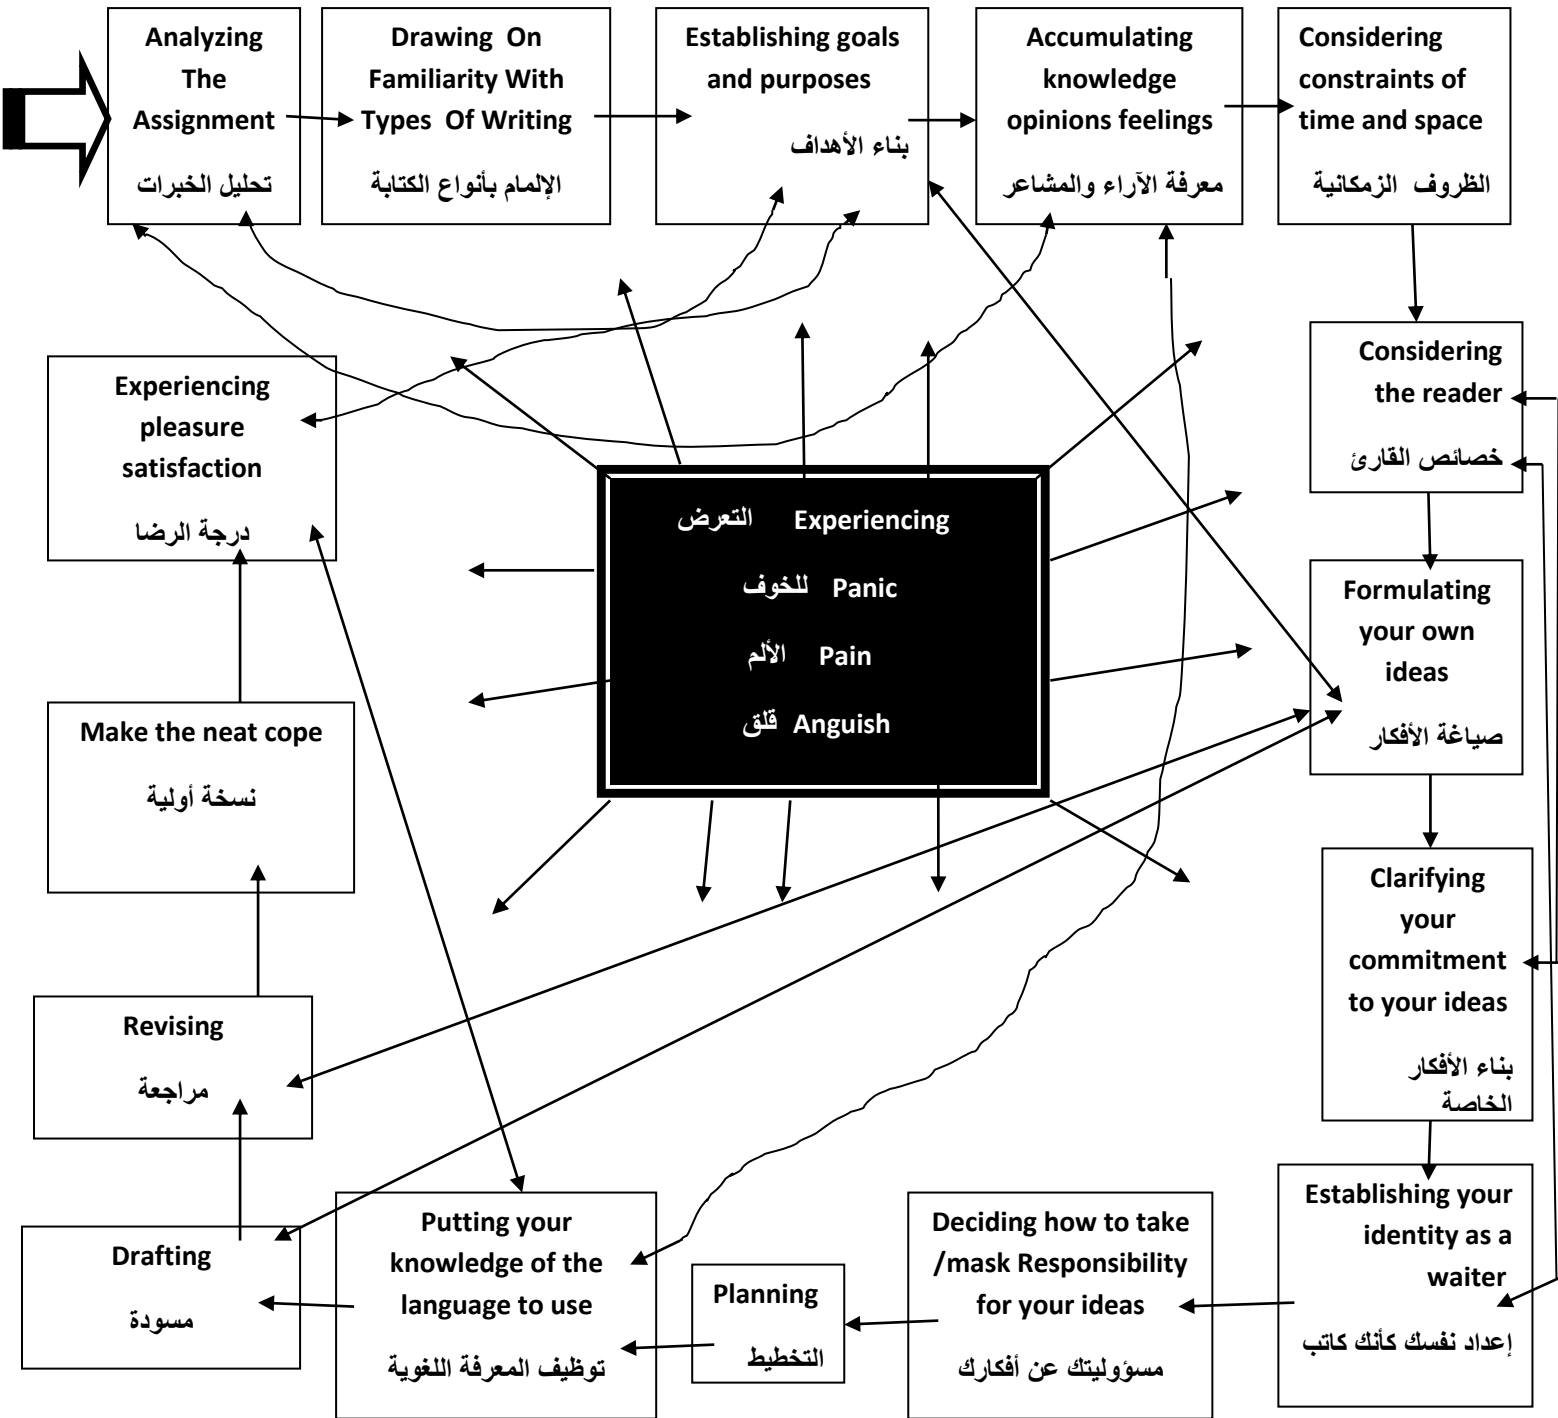 Analyzing
The
Assignment
تحليل الخبرات
Drawing On
Familiarity With
Types Of Writing
الإلمام بأنواع الكتابة
Establishing goals
and purposes
بناء الأهداف
Accumulating
knowledge
opinions feelings
معرفة الآراء والمشاعر
Considering
constraints of
time and space
الظروف الزمكانية
Considering
the reader
خصائص القارئ
Formulating
your own
ideas
صياغة الأفكار
Clarifying
your
commitment
to your ideas
بناء الأفكار
الخاصة
Establishing your
identity as a
waiter
إعداد نفسك كأنك كاتب
Deciding how to take
/mask Responsibility
for your ideas
مسؤوليتك عن أفكارك
Planning
التخطيط
Putting your
knowledge of the
language to use
توظيف المعرفة اللغوية
Drafting
مسودة
Revising
مراجعة
Make the neat cope
نسخة أولية
Experiencing
pleasure
satisfaction
درجة الرضا
Experiencing التعرض
Panic للخوف
Pain الألم
Anguish قلق